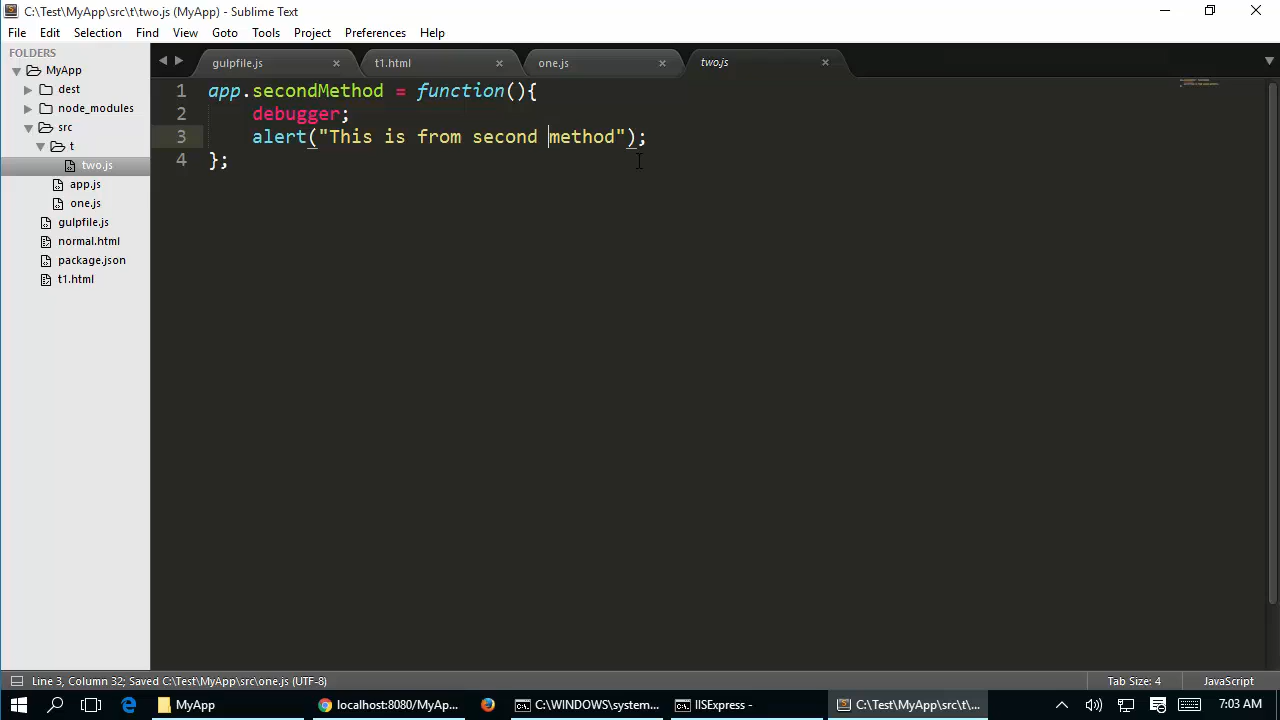 C:\Test\MyApp\src\t\two.js (MyApp) - Sublime Text
File Edit Selection Find View Goto Tools Project Preferences Help
FOLDERS
MyApp
dest
node_modules
src
t
two.js
app.js
one.js
gulpfile.js
normal.html
package.json
t1.html
gulpfile.js t1.html one.js two.js
1 app.secondMethod = function(){
2 debugger;
3 alert("This is from second method");
4 };
Line 3, Column 32; Saved C:\Test\MyApp\src\one.js (UTF-8) Tab Size: 4 JavaScript
MyApp localhost:8080/MyAp... C:\WINDOWS\system... IISExpress - C:\Test\MyApp\src\t\... 7:03 AM